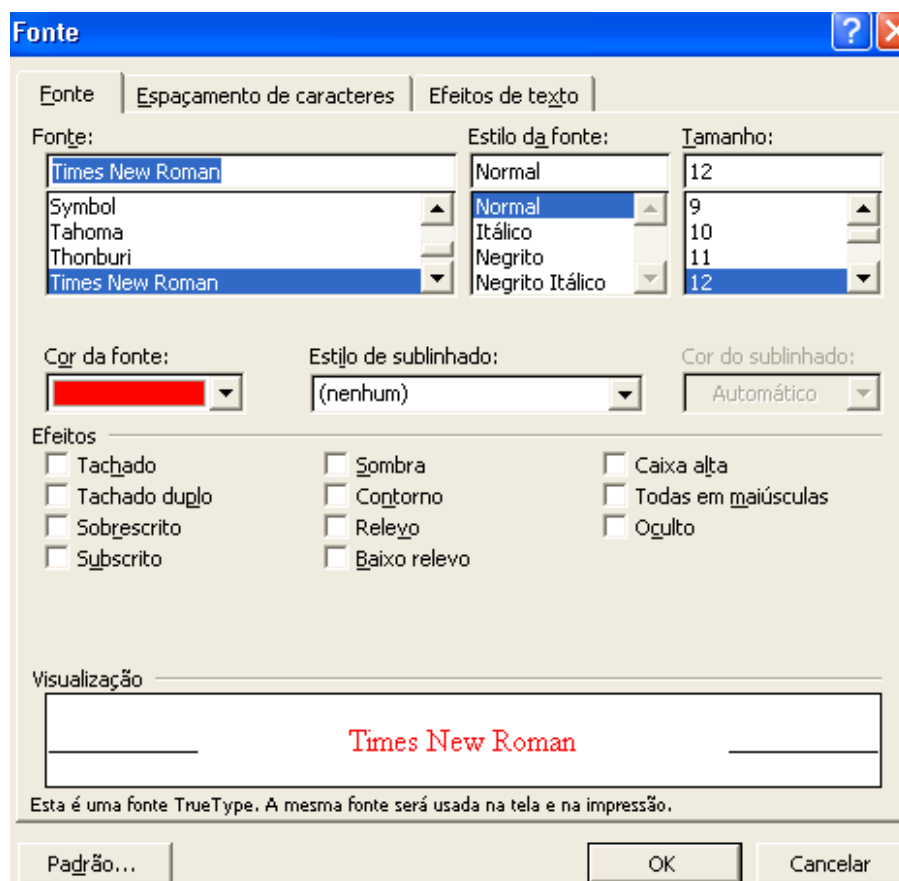 Fonte
Fonte Espaçamento de caracteres Efeitos de texto
Fonte: Estilo da fonte: Tamanho:
Times New Roman Normal 12
Symbol Normal 9
Tahoma Itálico 10
Thonburi Negrito 11
Times New Roman Negrito Itálico 12
Cor da fonte: Estilo de sublinhado: Cor do sublinhado:
(nenhum) Automático
Efeitos
Tachado Sombra Caixa alta
Tachado duplo Contorno Todas em maiúsculas
Sobrescrito Relevo Oculto
Subscrito Baixo relevo
Visualização
Times New Roman
Esta é uma fonte TrueType. A mesma fonte será usada na tela e na impressão.
Padrão... OK Cancelar